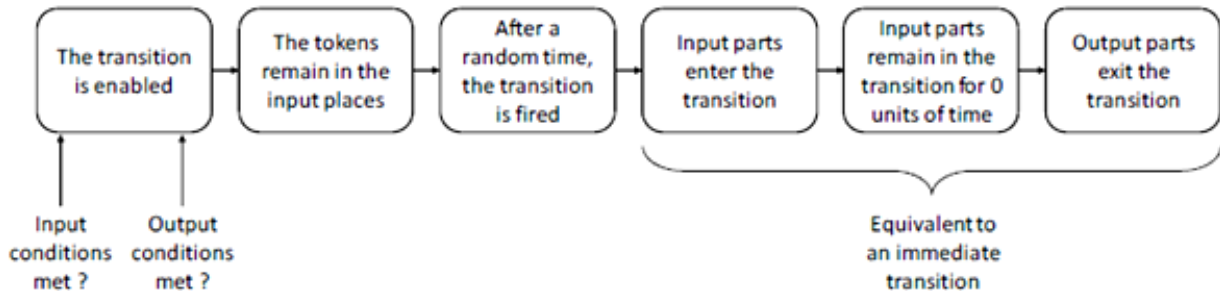 The transition
is enabled
The tokens
remain in the
input places
After a
random time,
the transition
is fired
Input parts
enter the
transition
Input parts
remain in the
transition for 0
units of time
Output parts
exit the
transition
Input
conditions
met ?
Output
conditions
met ?
Equivalent to
an immediate
transition